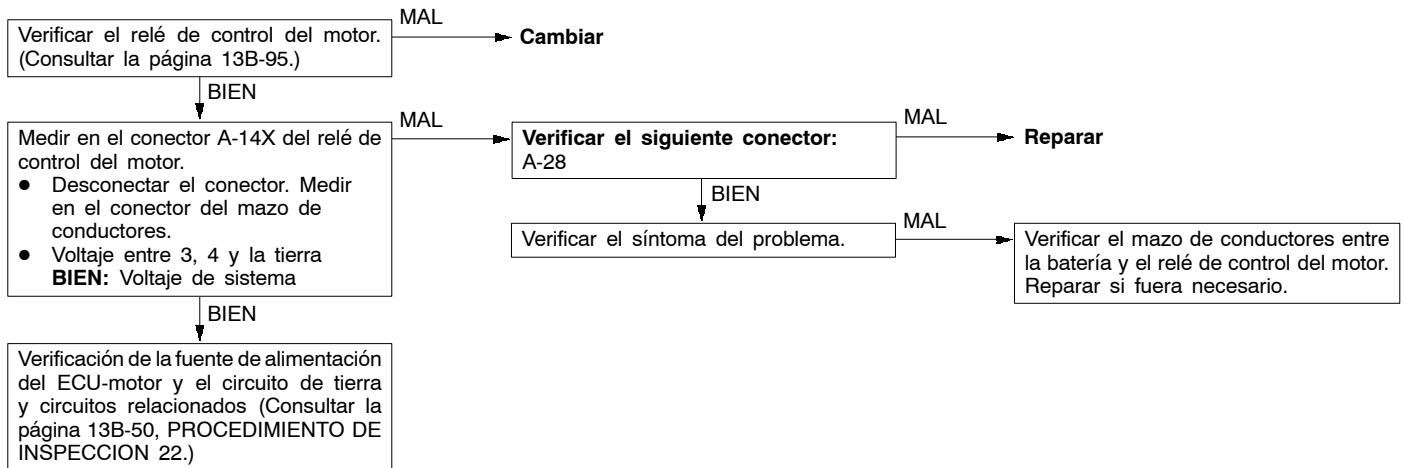 Verificar el relé de control del motor.
(Consultar la página 13B-95.)
MAL
Cambiar
BIEN
Medir en el conector A-14X del relé de
control del motor.
● Desconectar el conector. Medir
en el conector del mazo de
conductores.
● Voltaje entre 3, 4 y la tierra
BIEN: Voltaje de sistema
MAL
Verificar el siguiente conector:
A-28
MAL
Reparar
BIEN
Verificar el síntoma del problema.
MAL
Verificar el mazo de conductores entre
la batería y el relé de control del motor.
Reparar si fuera necesario.
BIEN
Verificación de la fuente de alimentación
del ECU-motor y el circuito de tierra
y circuitos relacionados (Consultar la
página 13B-50, PROCEDIMIENTO DE
INSPECCION 22.)